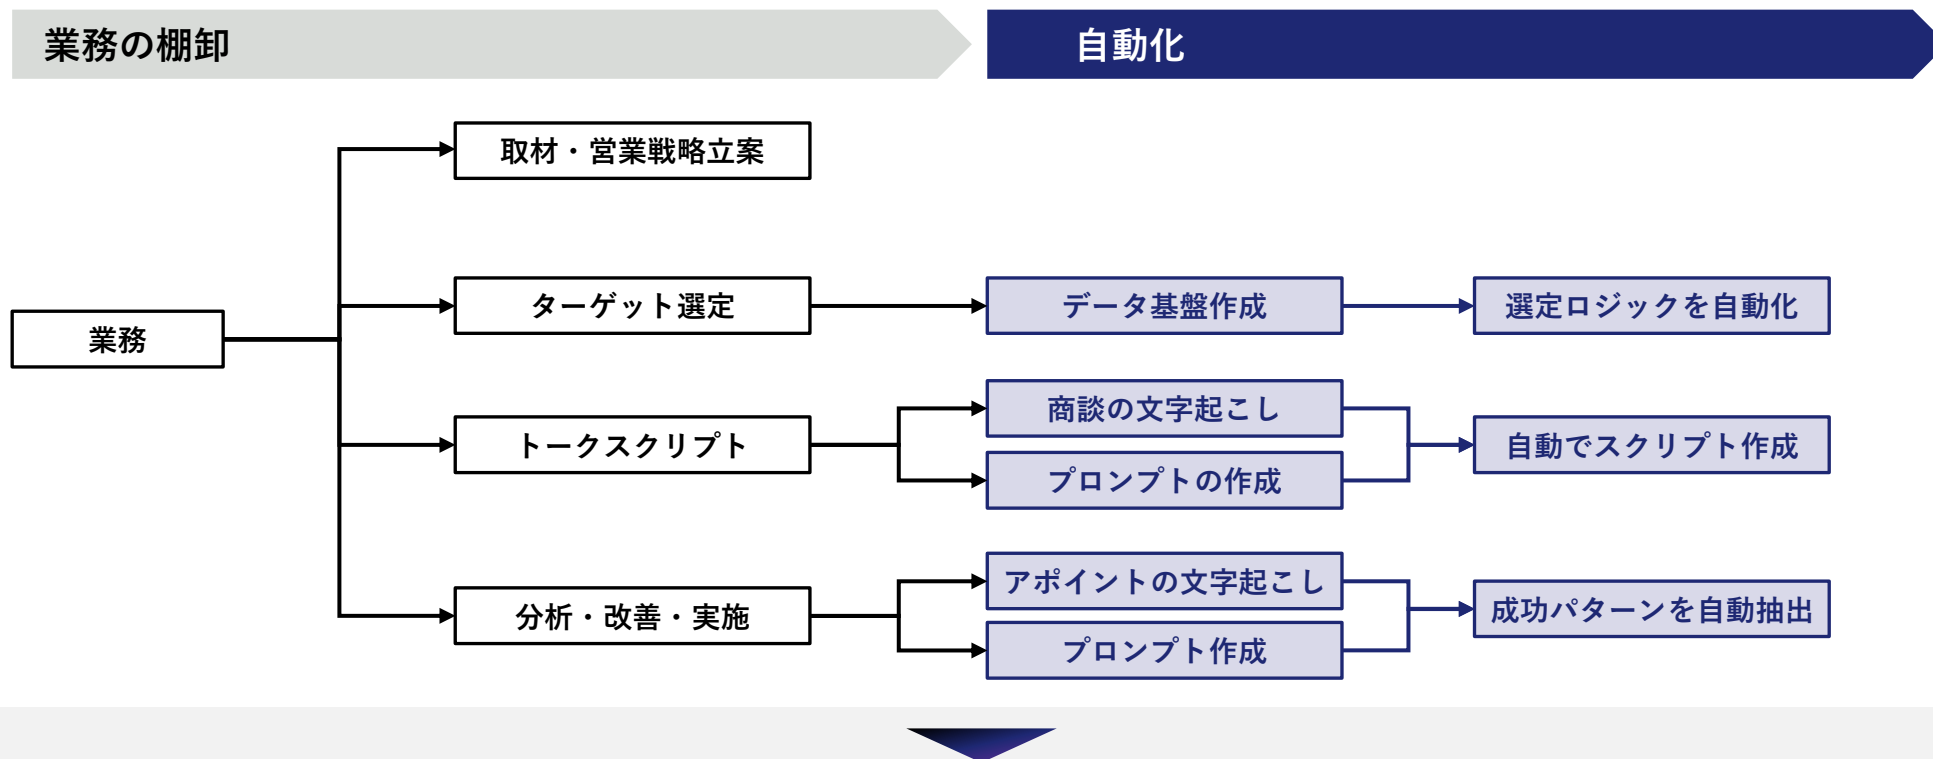 業務の棚卸
自動化
業務
取材・営業戦略立案
ターゲット選定
データ基盤作成
選定ロジックを自動化
トークスクリプト
商談の文字起こし
プロンプトの作成
自動でスクリプト作成
分析・改善・実施
アポイントの文字起こし
プロンプト作成
成功パターンを自動抽出